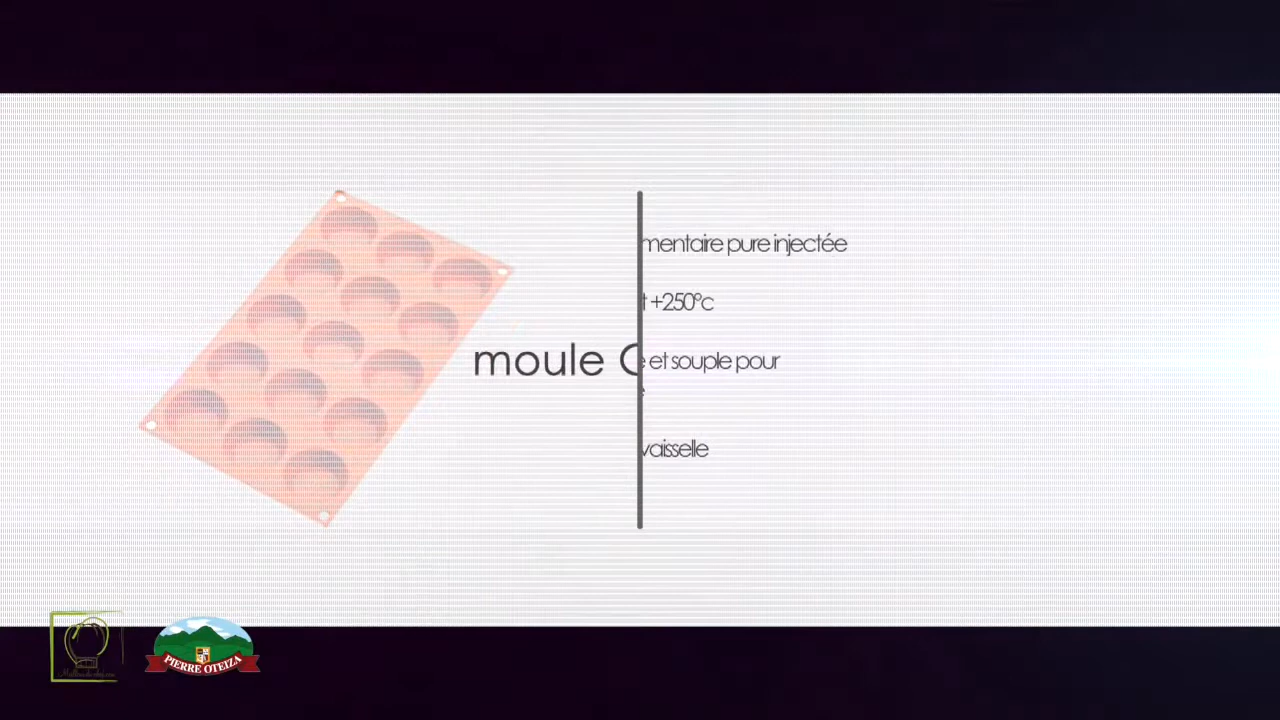 mentaire pure injectée
t +250°c
moule
et souple pour
vaisselle
PIERRE OTEIZA